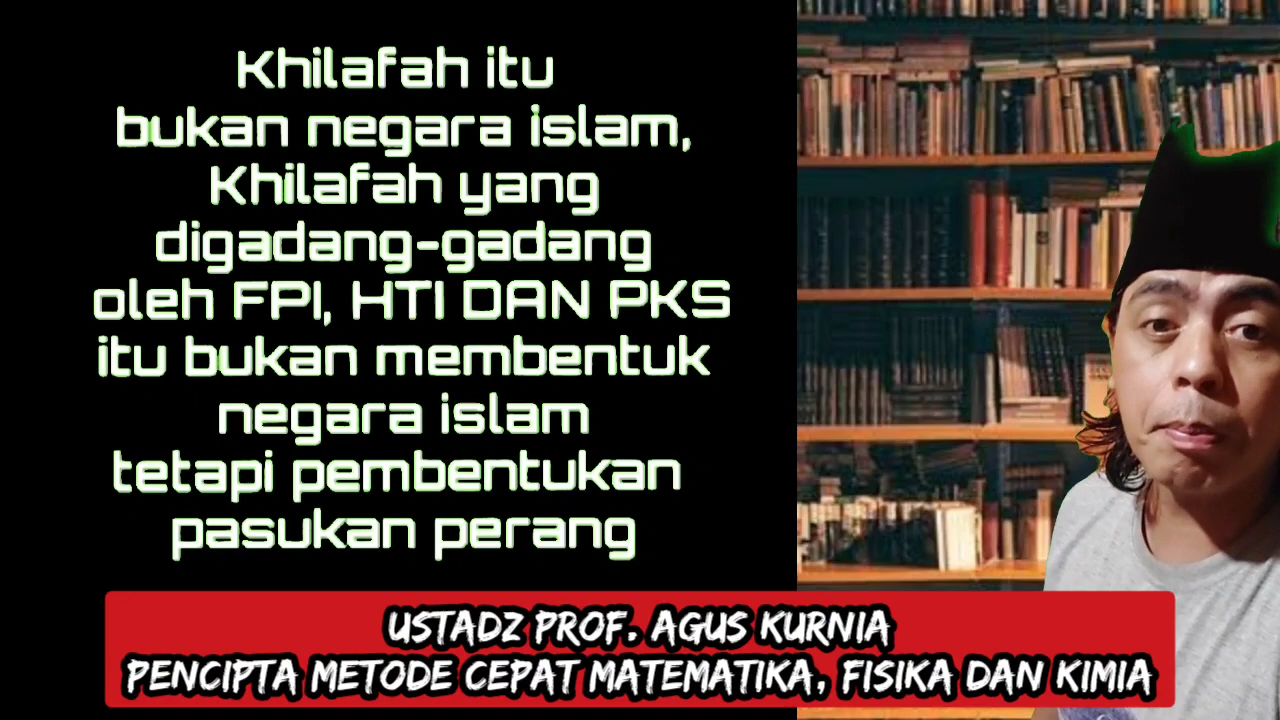 Khilafah itu
bukan negara islam,
Khilafah yang
digadang-gadang
oleh FPI, HTI DAN PKS
itu bukan membentuk
negara islam
tetapi pembentukan
pasukan perang
USTADZ PROF. AGUS KURNIA
PENCIPTA METODE CEPAT MATEMATIKA, FISIKA DAN KIMIA